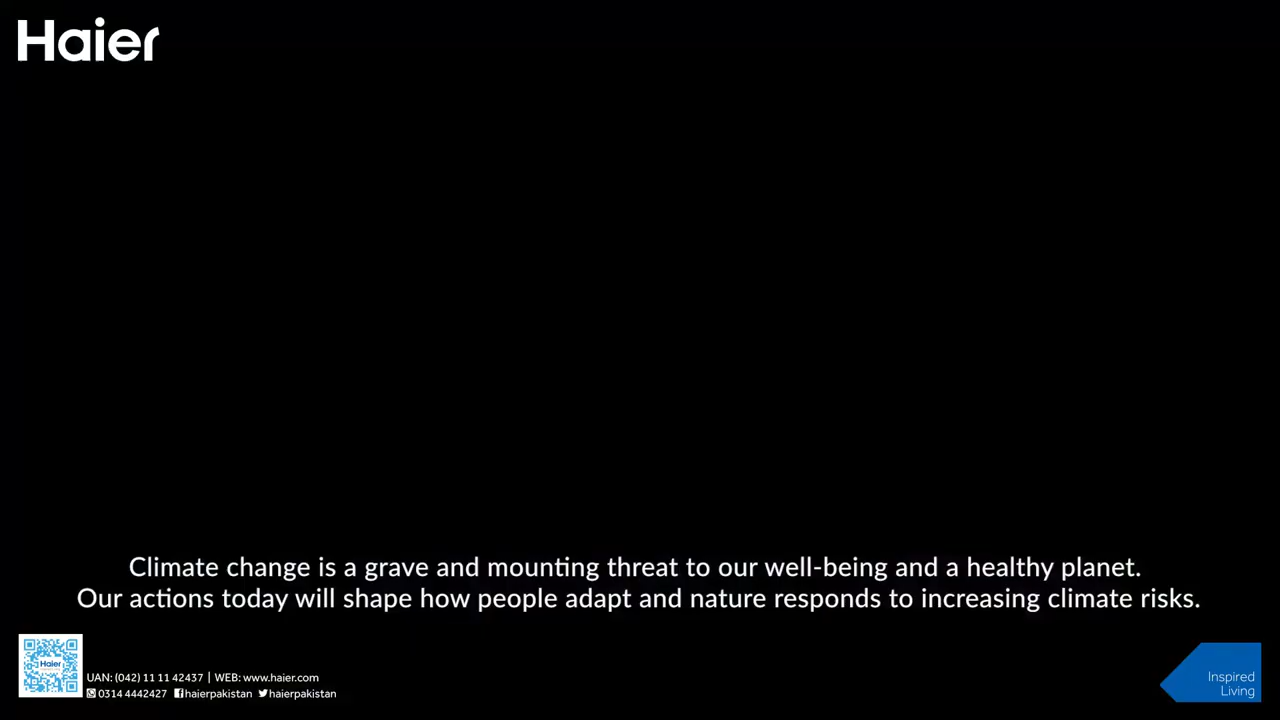 Haier
Climate change is a grave and mounting threat to our well-being and a healthy planet.
Our actions today will shape how people adapt and nature responds to increasing climate risks.
Haier
UAN: (042) 11 11 42437 | WEB: www.haier.com
0314 4442427 haierpakistan haierpakistan
Inspired
Living